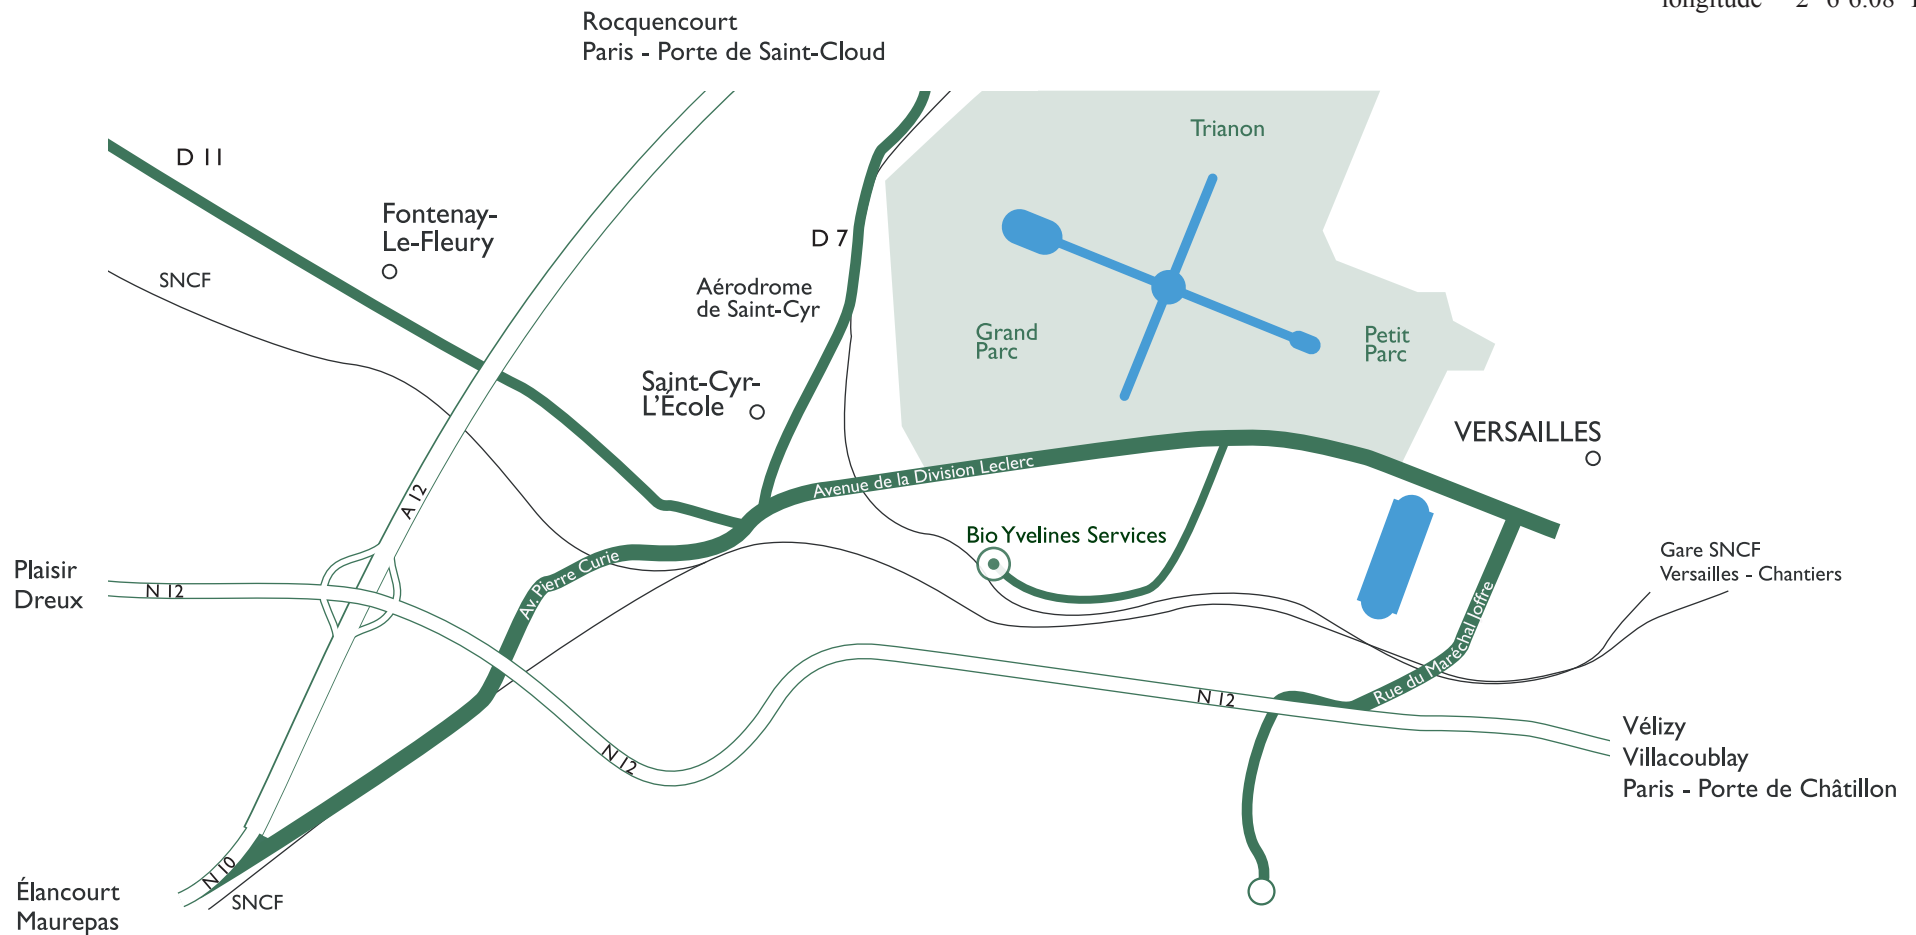 Rocquencourt
Paris - Porte de Saint-Cloud
D 11
Trianon
Fontenay-
Le-Fleury
D 7
SNCF
Aérodrome
de Saint-Cyr
Grand
Parc
Petit
Parc
Saint-Cyr-
L'École
VERSAILLES
Avenue de la Division Leclerc
A 12
Bio Yvelines Services
Gare SNCF
Versailles - Chantiers
Av. Pierre Curie
Plaisir
Dreux
N 12
Rue du Maréchal Joffre
N 12
N 12
Vélizy
Villacoublay
Paris - Porte de Châtillon
N 10
SNCF
Élancourt
Maurepas